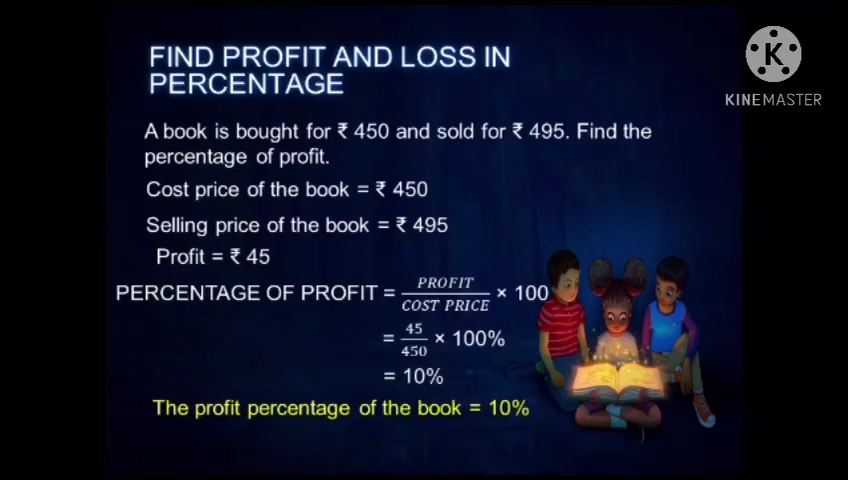 FIND PROFIT AND LOSS IN
PERCENTAGE
K
KINEMASTER
A book is bought for ₹ 450 and sold for ₹ 495. Find the
percentage of profit.
Cost price of the book = ₹ 450
Selling price of the book = ₹ 495
Profit = ₹ 45
PERCENTAGE OF PROFIT = PROFIT / COST PRICE × 100
= 45 / 450 × 100%
= 10%
The profit percentage of the book = 10%